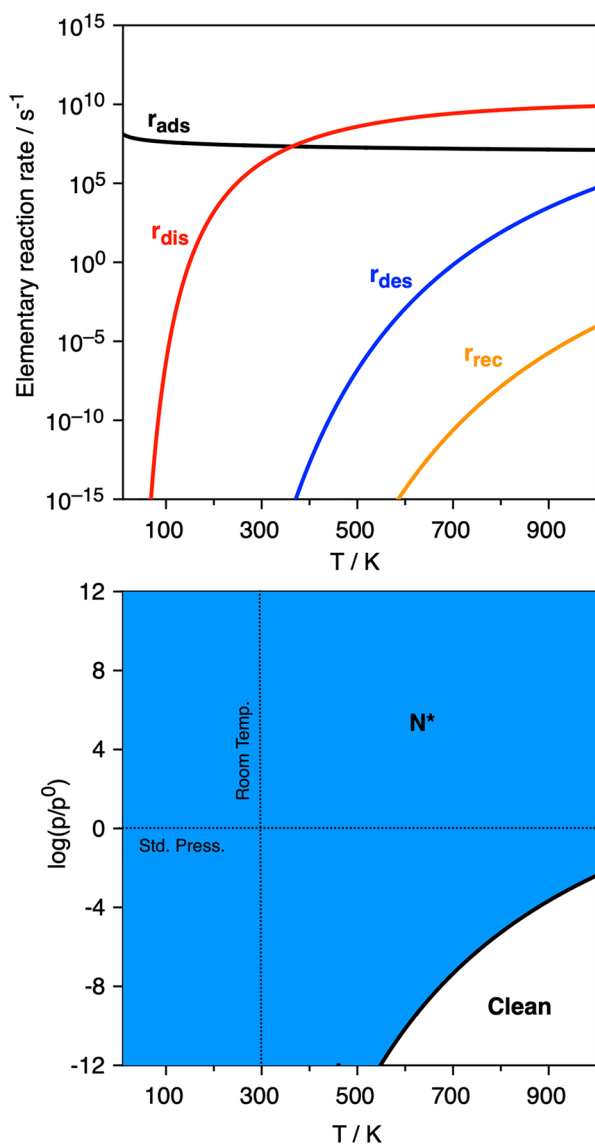 10^15
10^10
10^5
10^0
10^–5
10^–10
10^–15
Elementary reaction rate / s^-1
r_ads
r_dis
r_des
r_rec
100 300 500 700 900
T / K
12
8
4
0
-4
-8
-12
log(p/p^0)
N*
Room Temp.
Std. Press.
Clean
100 300 500 700 900
T / K